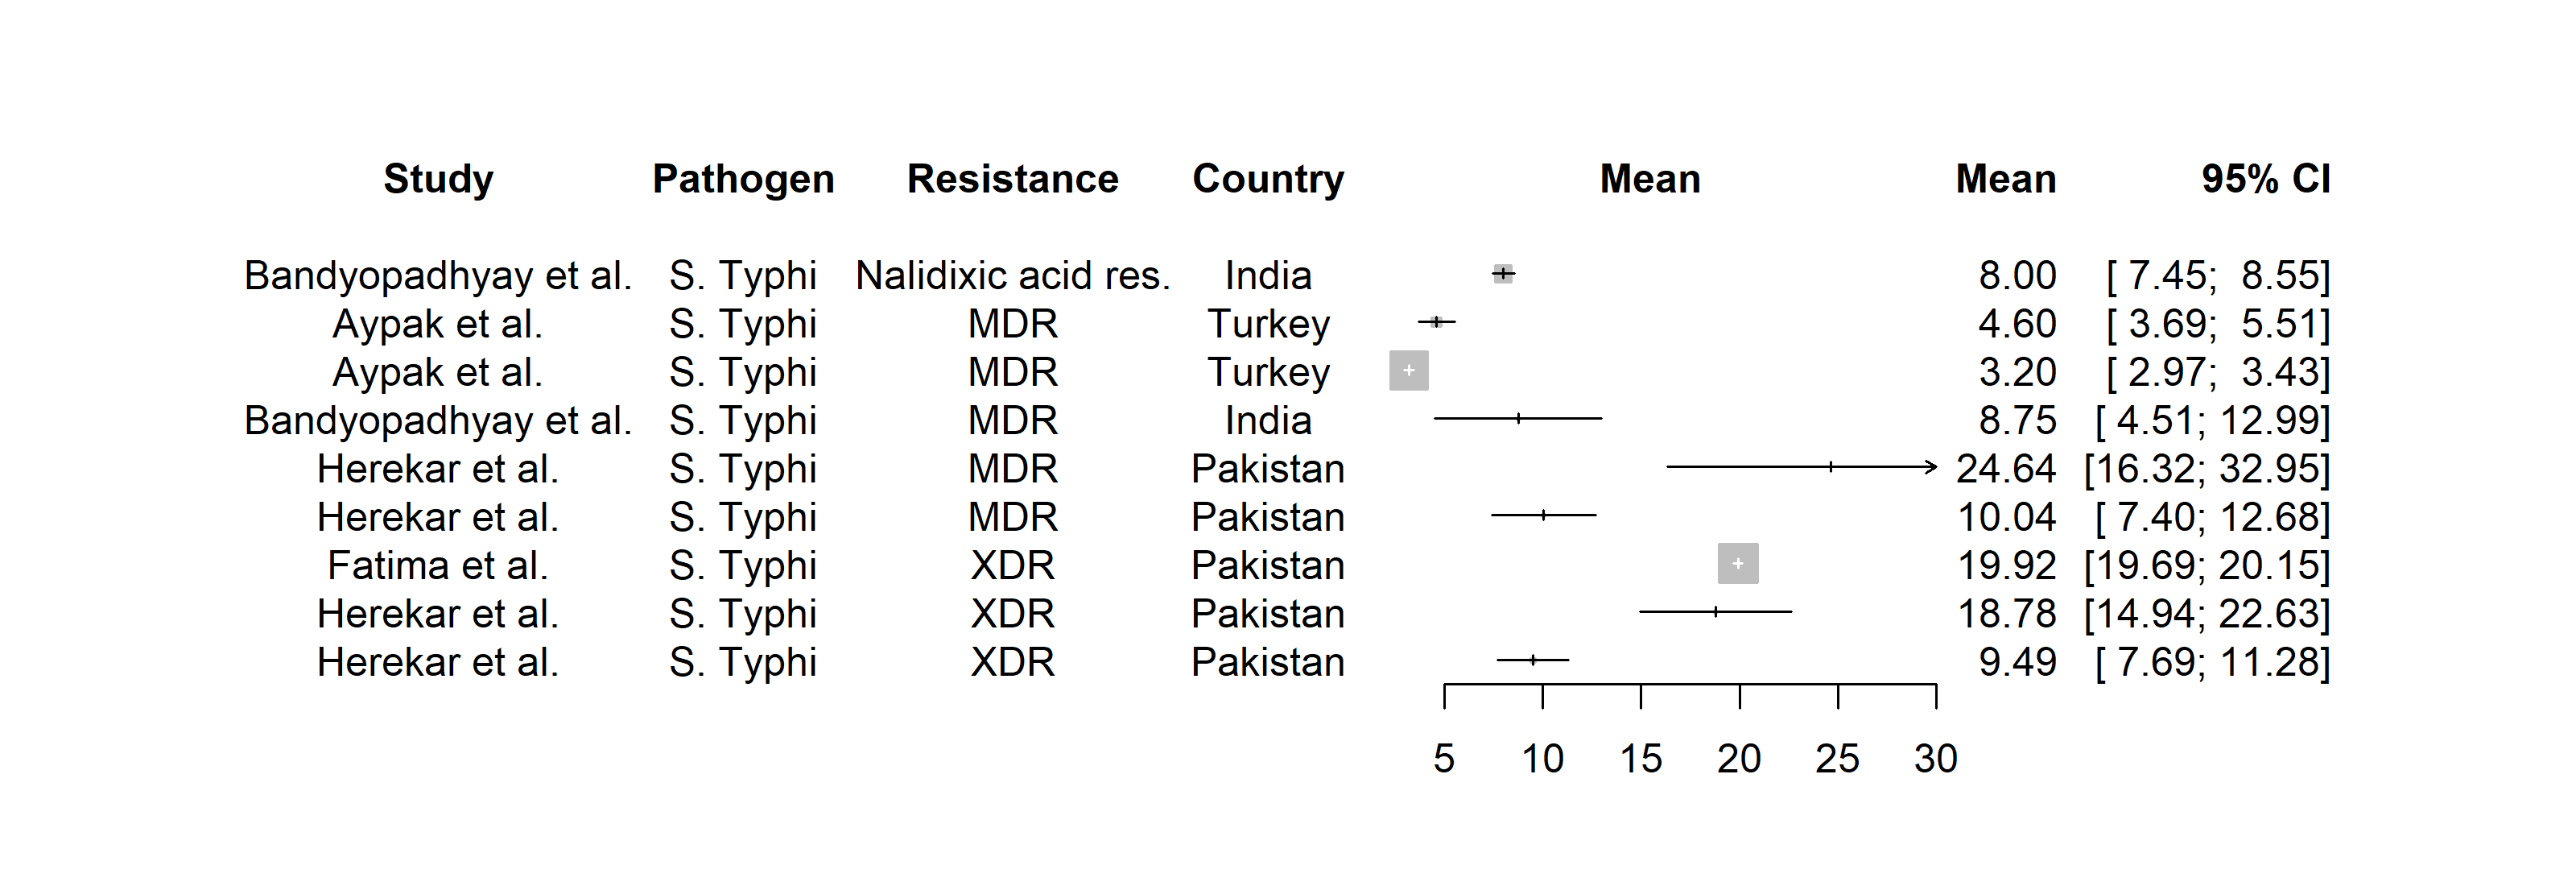 Study Pathogen Resistance Country Mean Mean 95% CI
Bandyopadhyay et al. S. Typhi Nalidixic acid res. India 8.00 [ 7.45; 8.55]
Aypak et al. S. Typhi MDR Turkey 4.60 [ 3.69; 5.51]
Aypak et al. S. Typhi MDR Turkey 3.20 [ 2.97; 3.43]
Bandyopadhyay et al. S. Typhi MDR India 8.75 [ 4.51; 12.99]
Herekar et al. S. Typhi MDR Pakistan 24.64 [16.32; 32.95]
Herekar et al. S. Typhi MDR Pakistan 10.04 [ 7.40; 12.68]
Fatima et al. S. Typhi XDR Pakistan 19.92 [19.69; 20.15]
Herekar et al. S. Typhi XDR Pakistan 18.78 [14.94; 22.63]
Herekar et al. S. Typhi XDR Pakistan 9.49 [ 7.69; 11.28]
5 10 15 20 25 30